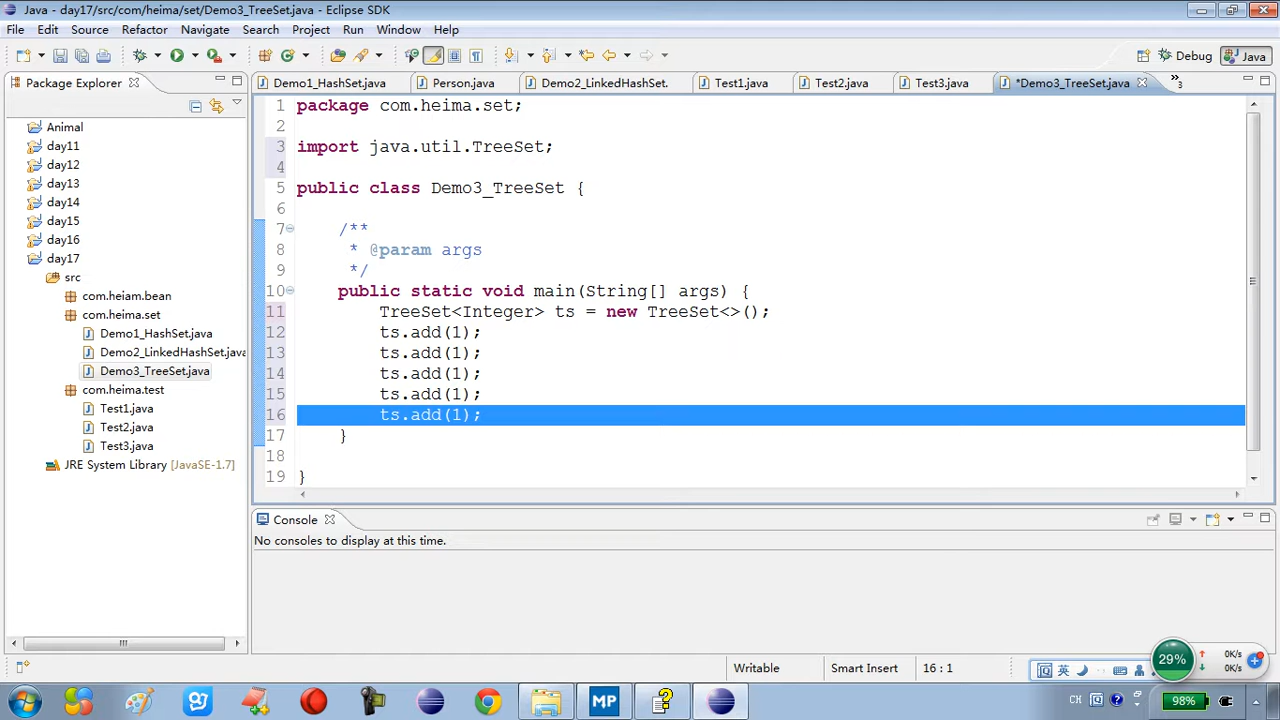 Java - day17/src/com/heima/set/Demo3_TreeSet.java - Eclipse SDK
File Edit Source Refactor Navigate Search Project Run Window Help
Debug Java
Package Explorer
Demo1_HashSet.java Person.java Demo2_LinkedHashSet. Test1.java Test2.java Test3.java *Demo3_TreeSet.java »3
Animal
day11
day12
day13
day14
day15
day16
day17
src
com.heiam.bean
com.heima.set
Demo1_HashSet.java
Demo2_LinkedHashSet.java
Demo3_TreeSet.java
com.heima.test
Test1.java
Test2.java
Test3.java
JRE System Library [JavaSE-1.7]
1 package com.heima.set;
2
3 import java.util.TreeSet;
4
5 public class Demo3_TreeSet {
6
7 /**
8 * @param args
9 */
10 public static void main(String[] args) {
11 TreeSet<Integer> ts = new TreeSet<>();
12 ts.add(1);
13 ts.add(1);
14 ts.add(1);
15 ts.add(1);
16 ts.add(1);
17 }
18
19 }
Console
No consoles to display at this time.
Writable Smart Insert 16 : 1
英
29%
0K/s
0K/s
MP
CH
98%